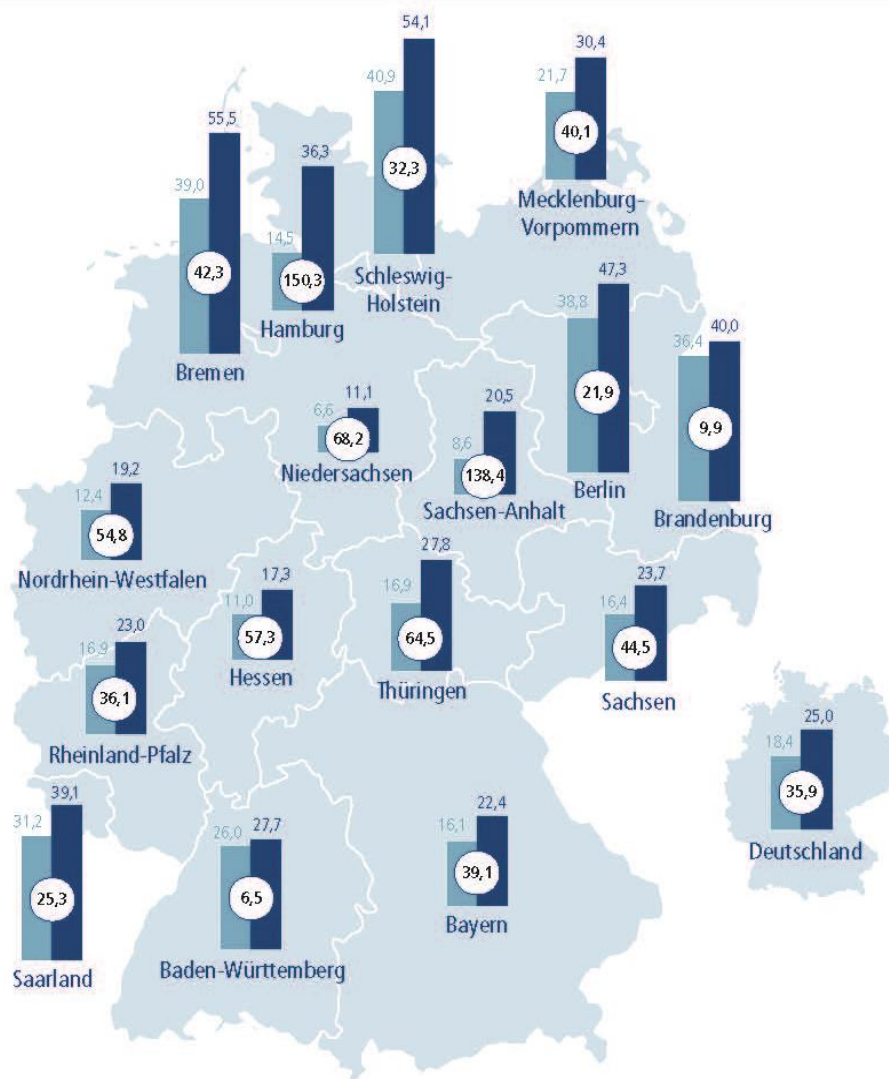 54,1
40,9
32,3
Schleswig-
Holstein
30,4
21,7
40,1
Mecklenburg-
Vorpommern
55,5
39,0
42,3
Bremen
36,3
14,5
150,3
Hamburg
47,3
38,8
21,9
Berlin
40,0
36,4
9,9
Brandenburg
11,1
6,6
68,2
Niedersachsen
20,5
8,6
138,4
Sachsen-Anhalt
19,2
12,4
54,8
Nordrhein-Westfalen
17,3
11,0
57,3
Hessen
27,8
16,9
64,5
Thüringen
23,7
16,4
44,5
Sachsen
23,0
16,9
36,1
Rheinland-Pfalz
25,0
18,4
35,9
Deutschland
39,1
31,2
25,3
Saarland
27,7
26,0
6,5
Baden-Württemberg
22,4
16,1
39,1
Bayern